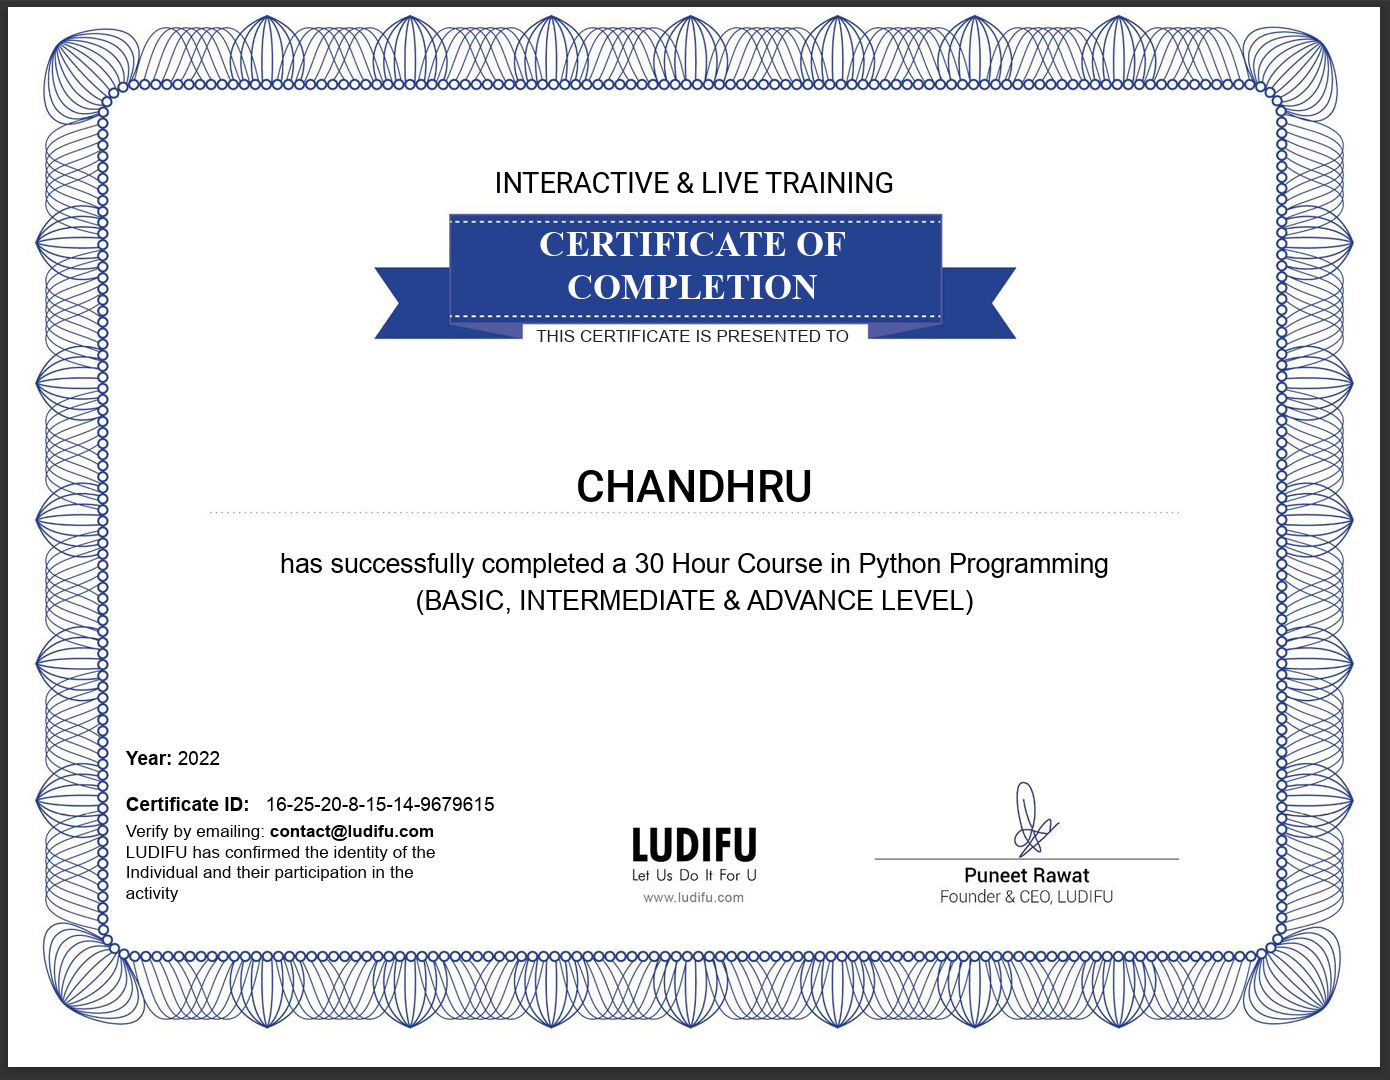 INTERACTIVE & LIVE TRAINING
CERTIFICATE OF
COMPLETION
THIS CERTIFICATE IS PRESENTED TO
CHANDHRU
has successfully completed a 30 Hour Course in Python Programming
(BASIC, INTERMEDIATE & ADVANCE LEVEL)
Year: 2022
Certificate ID: 16-25-20-8-15-14-9679615
Verify by emailing: contact@ludifu.com
LUDIFU has confirmed the identity of the
Individual and their participation in the
activity
LUDIFU
Let Us Do It For U
www.ludifu.com
Puneet Rawat
Founder & CEO, LUDIFU